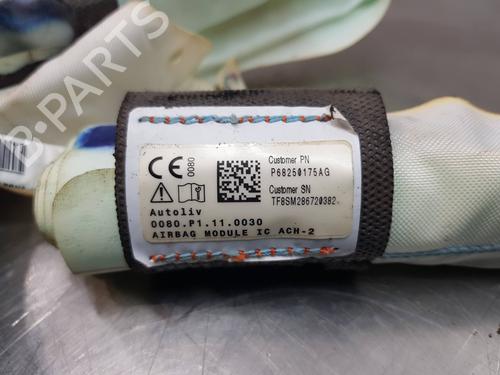 B-PARTS
CE 0080
Customer PN
P68250175AG
Customer SN
TF8SM286720382
Autoliv
0080.P1.11.0030
AIRBAG MODULE IC ACH-2